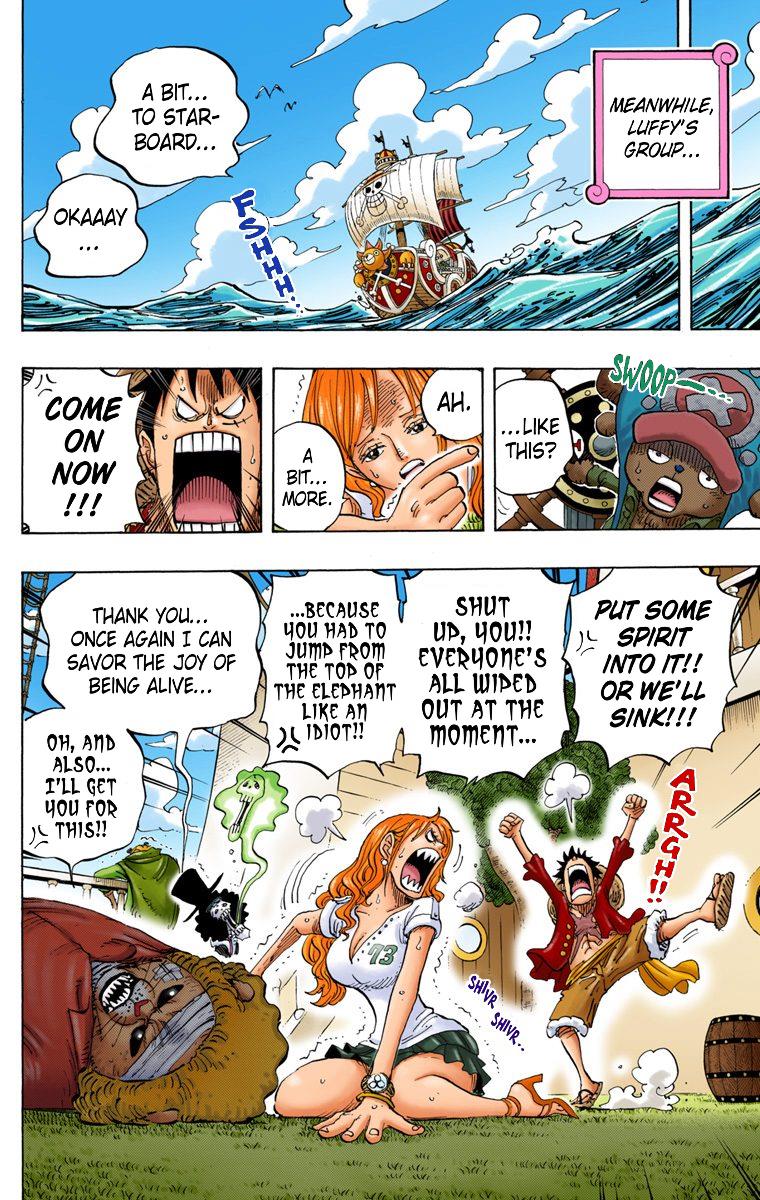 MEANWHILE,
LUFFY'S
GROUP...
A BIT...
TO STAR-
BOARD...
OKAAAY
...
FSHHH...
SWOOP
...LIKE
THIS?
AH.
A
BIT...
MORE.
COME
ON
NOW
!!!
PUT SOME
SPIRIT
INTO IT!!
OR WE'LL
SINK!!!
ARRGH!!
SHUT
UP, YOU!!
EVERYONE'S
ALL WIPED
OUT AT THE
MOMENT...
...BECAUSE
YOU HAD TO
JUMP FROM
THE TOP OF
THE ELEPHANT
LIKE AN
IDIOT!!
SHIVR
SHIVR..
73
THANK YOU...
ONCE AGAIN I CAN
SAVOR THE JOY OF
BEING ALIVE...
OH, AND
ALSO...
I'LL GET
YOU FOR
THIS!!